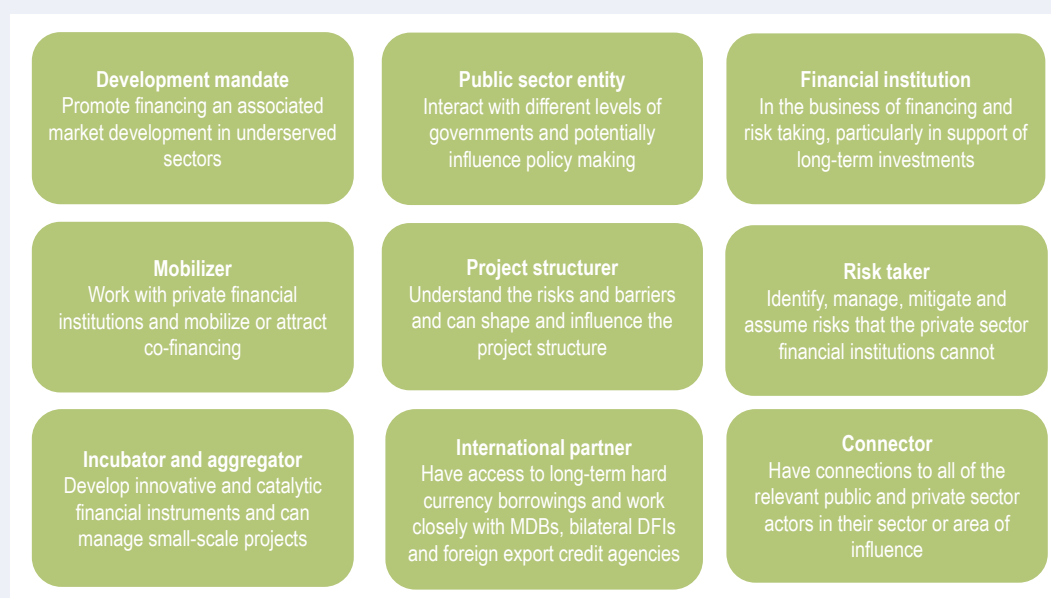 Development mandate
Promote financing an associated
market development in underserved
sectors
Public sector entity
Interact with different levels of
governments and potentially
influence policy making
Financial institution
In the business of financing and
risk taking, particularly in support of
long-term investments
Mobilizer
Work with private financial
institutions and mobilize or attract
co-financing
Project structurer
Understand the risks and barriers
and can shape and influence the
project structure
Risk taker
Identify, manage, mitigate and
assume risks that the private sector
financial institutions cannot
Incubator and aggregator
Develop innovative and catalytic
financial instruments and can
manage small-scale projects
International partner
Have access to long-term hard
currency borrowings and work
closely with MDBs, bilateral DFIs
and foreign export credit agencies
Connector
Have connections to all of the
relevant public and private sector
actors in their sector or area of
influence